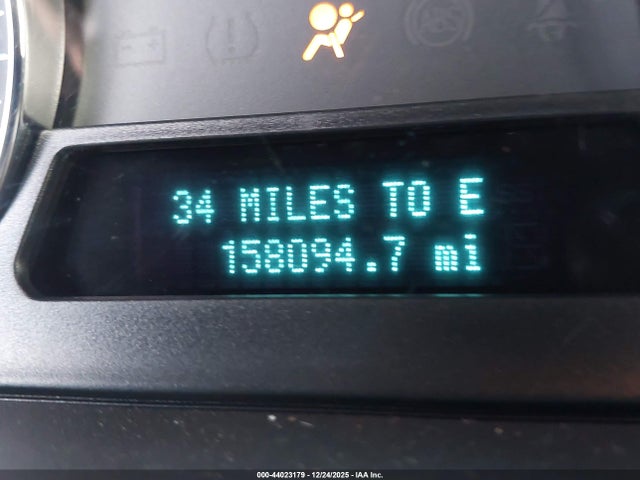 34 MILES TO E
158094.7 mi
000-44023179 · 12/24/2025 - IAA Inc.